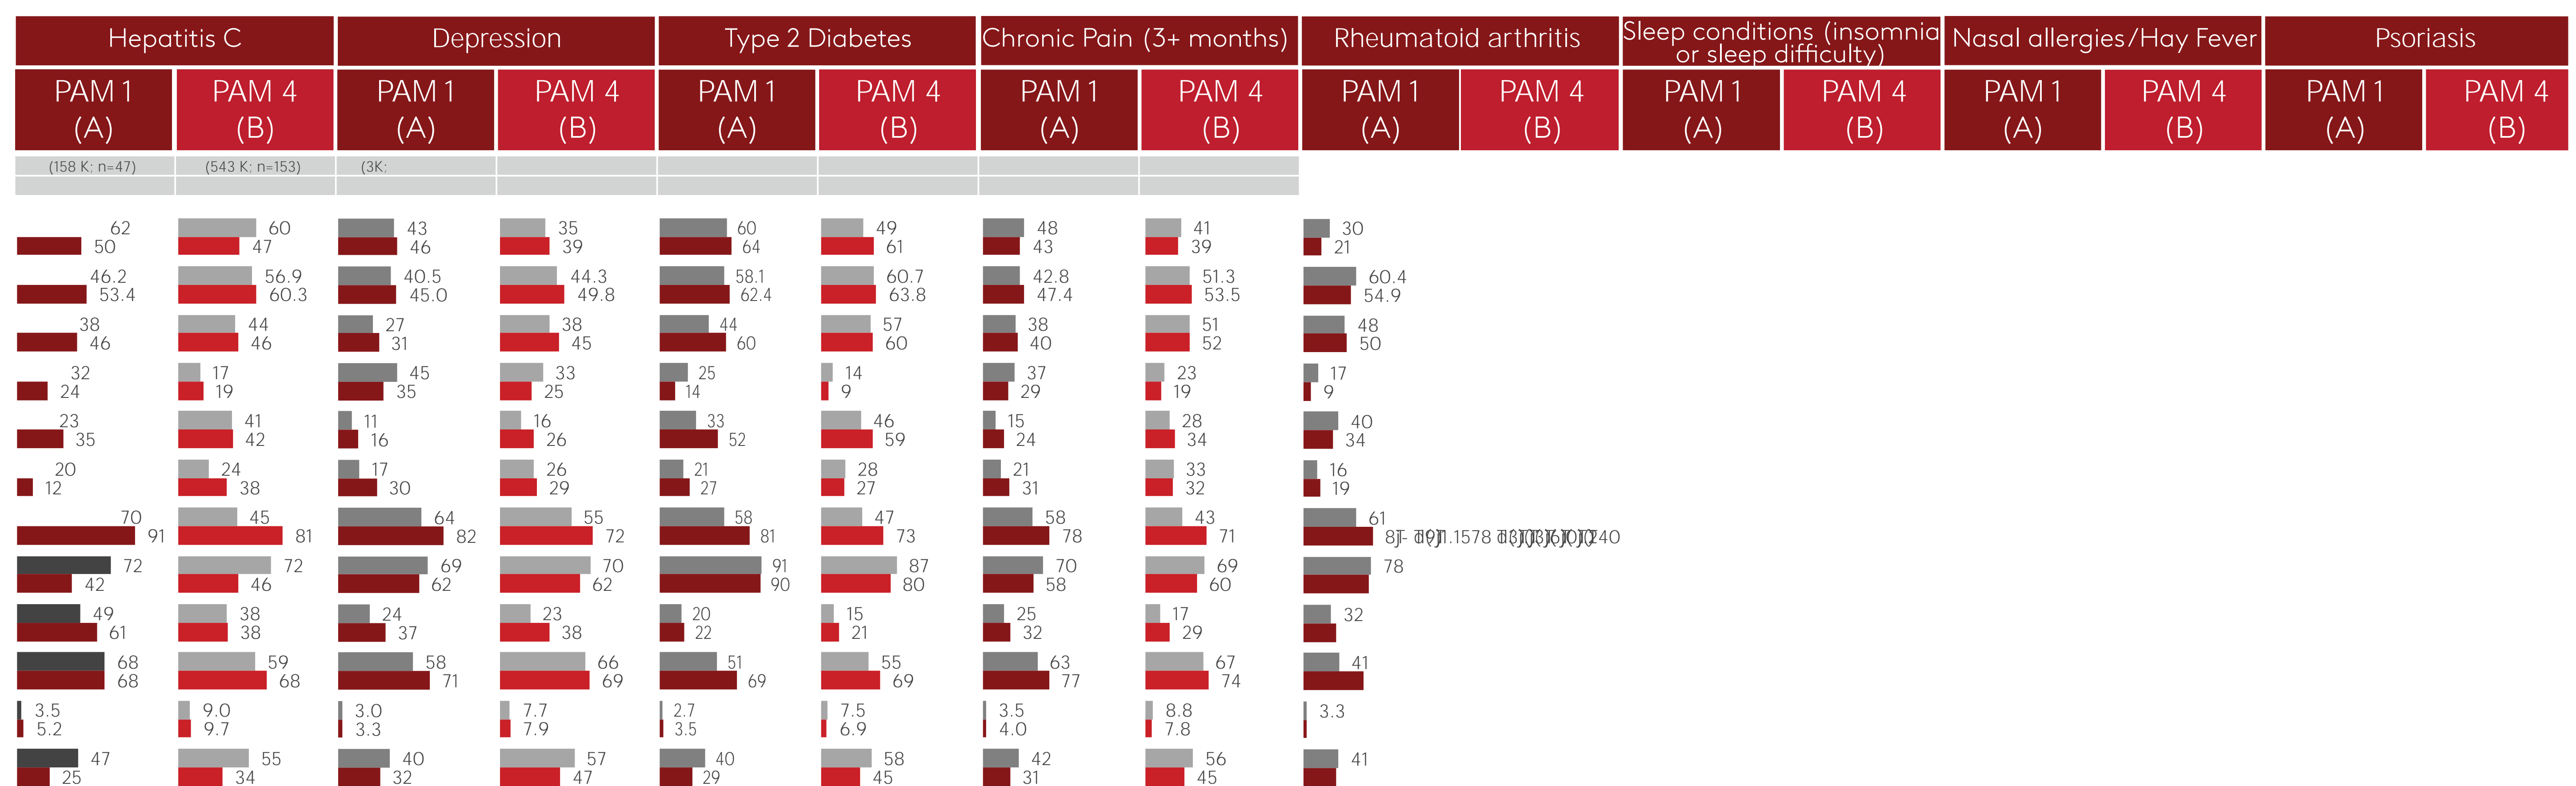 Hepatitis C Depression Type 2 Diabetes Chronic Pain (3+ months) Rheumatoid arthritis Sleep conditions (insomnia or sleep difficulty) Nasal allergies/Hay Fever Psoriasis
PAM 1 PAM 4 PAM 1 PAM 4 PAM 1 PAM 4 PAM 1 PAM 4 PAM 1 PAM 4 PAM 1 PAM 4 PAM 1 PAM 4 PAM 1 PAM 4
(A) (B) (A) (B) (A) (B) (A) (B) (A) (B) (A) (B) (A) (B) (A) (B)
(158 K; n=47) (543 K; n=153) (3K;
62 60 43 35 60 49 48 41 30
50 47 46 39 64 61 43 39 21
46.2 56.9 40.5 44.3 58.1 60.7 42.8 51.3 60.4
53.4 60.3 45.0 49.8 62.4 63.8 47.4 53.5 54.9
38 44 27 38 44 57 38 51 48
46 46 31 45 60 60 40 52 50
32 17 45 33 25 14 37 23 17
24 19 35 25 14 9 29 19 9
23 41 11 16 33 46 15 28 40
35 42 16 26 52 59 24 34 34
20 24 17 26 21 28 21 33 16
12 38 30 29 27 27 31 32 19
70 45 64 55 58 47 58 43 61
91 81 82 72 81 73 78 71
72 72 69 70 91 87 70 69 78
42 46 62 62 90 80 58 60
49 38 24 23 20 15 25 17 32
61 38 37 38 22 21 32 29
68 59 58 66 51 55 63 67 41
68 68 71 69 69 69 77 74
3.5 9.0 3.0 7.7 2.7 7.5 3.5 8.8 3.3
5.2 9.7 3.3 7.9 3.5 6.9 4.0 7.8
47 55 40 57 40 58 42 56 41
25 34 32 47 29 45 31 45